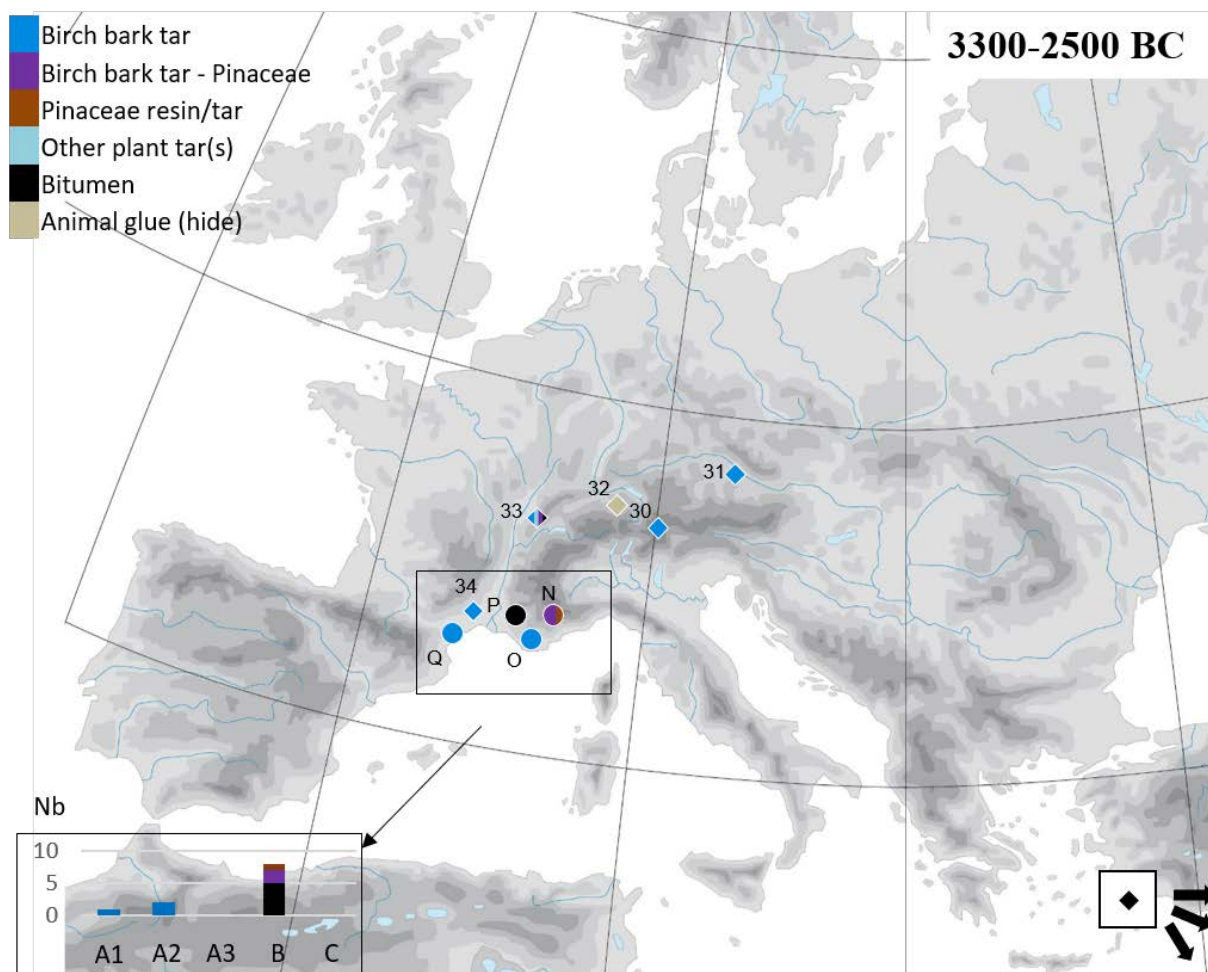 3300-2500 BC
Birch bark tar
Birch bark tar - Pinaceae
Pinaceae resin/tar
Other plant tar(s)
Bitumen
Animal glue (hide)
31
32
33
30
34
P
N
Q
O
Nb
10
5
0
A1 A2 A3 B C